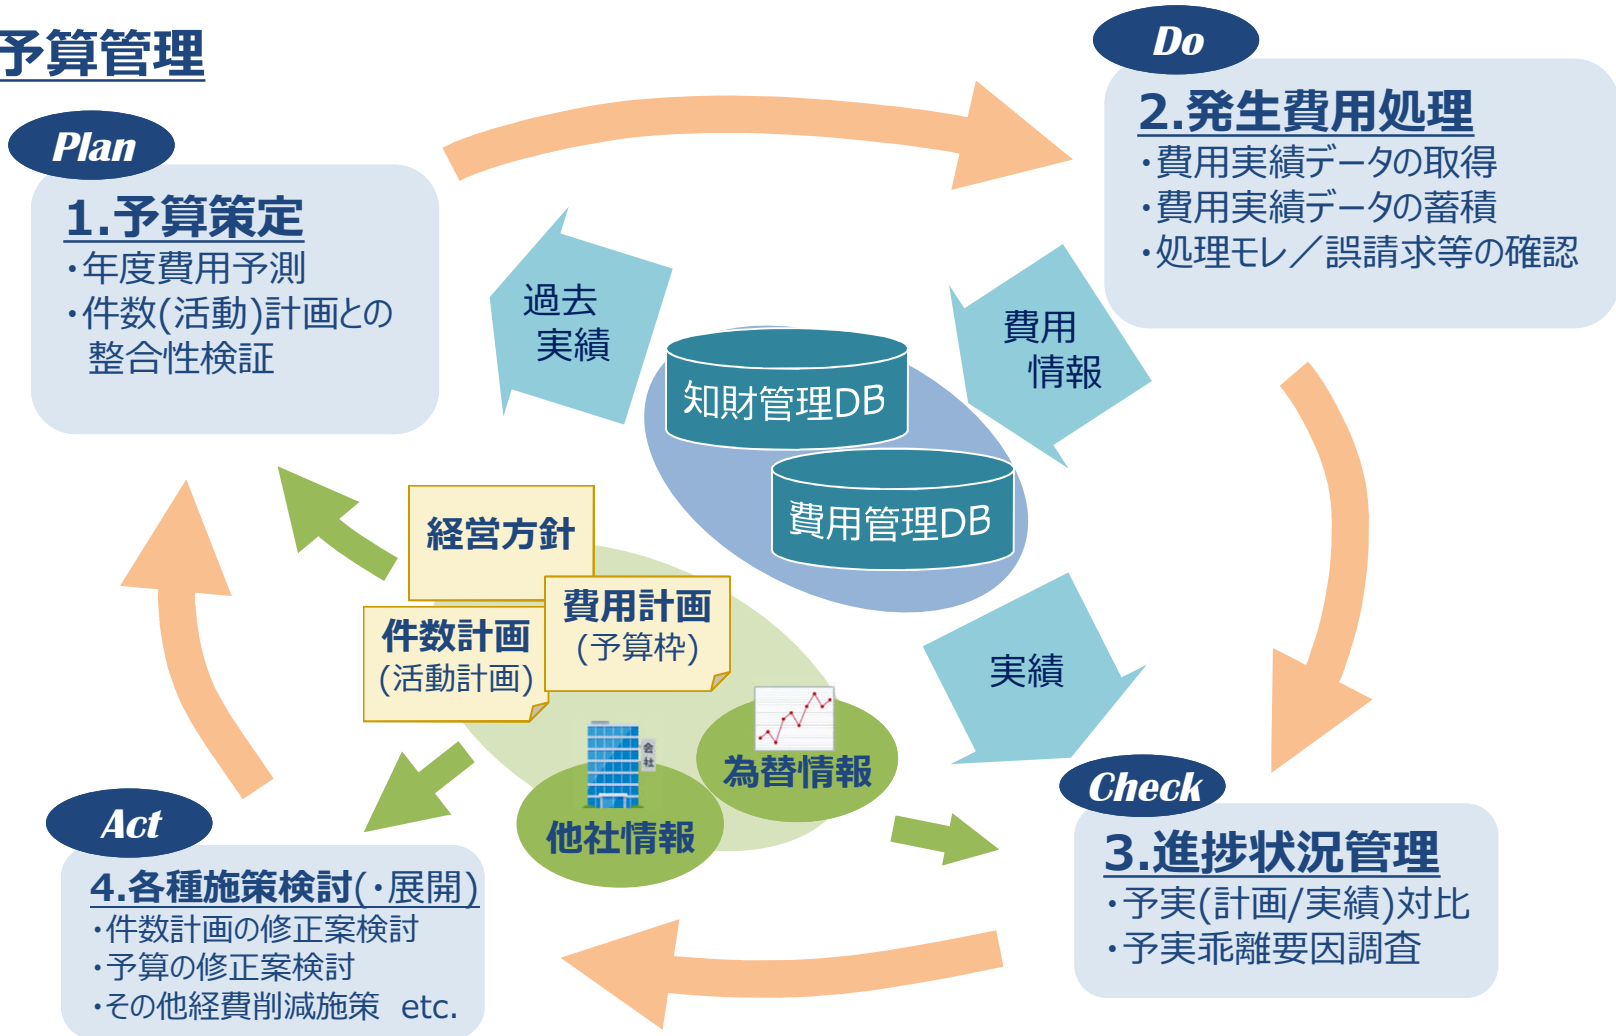 予算管理
Plan
1.予算策定
・年度費用予測
・件数(活動)計画との
整合性検証
Do
2.発生費用処理
・費用実績データの取得
・費用実績データの蓄積
・処理モレ／誤請求等の確認
過去
実績
費用
情報
知財管理DB
費用管理DB
経営方針
費用計画
(予算枠)
件数計画
(活動計画)
実績
会
社
為替情報
他社情報
Check
3.進捗状況管理
・予実(計画/実績)対比
・予実乖離要因調査
Act
4.各種施策検討(・展開)
・件数計画の修正案検討
・予算の修正案検討
・その他経費削減施策 etc.